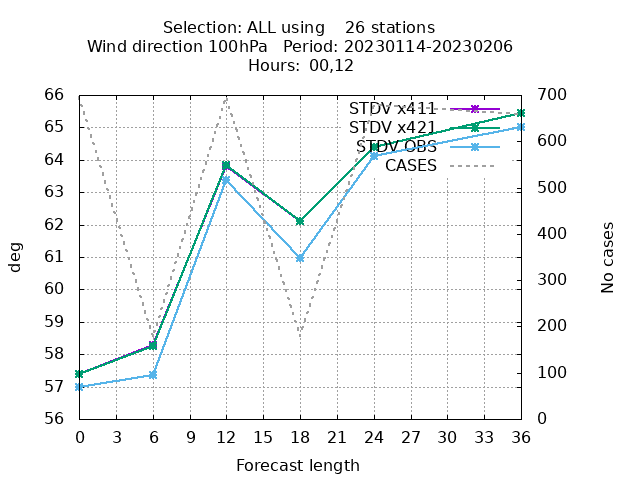 Selection: ALL using    26 stations
Wind direction 100hPa   Period: 20230114-20230206
Hours: 00,12
66
65
64
63
62
61
60
59
58
57
56
700
600
500
400
300
200
100
0
STDV x411
STDV x421
STDV OBS
CASES
deg
No cases
0 3 6 9 12 15 18 21 24 27 30 33 36
Forecast length